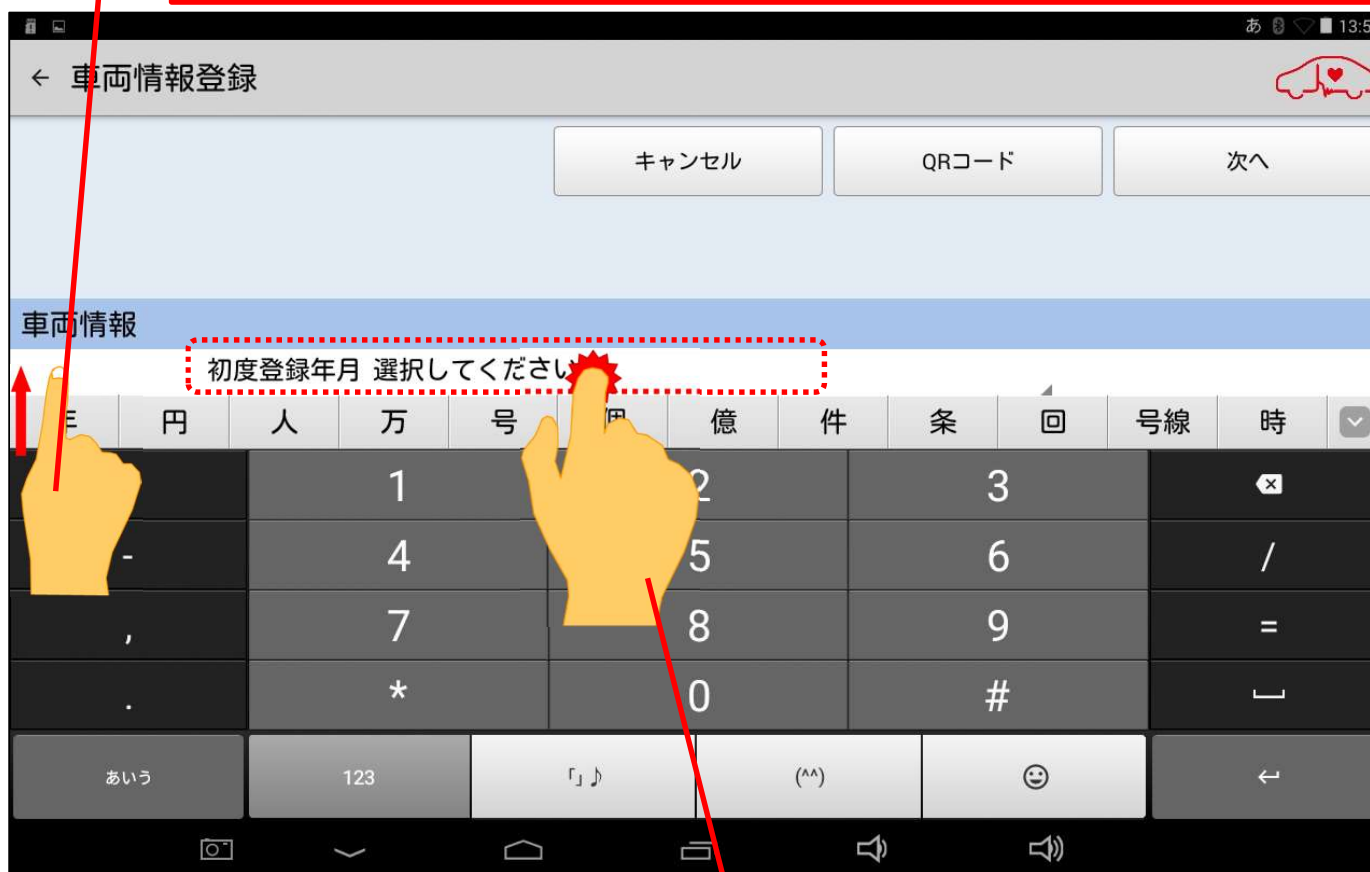 あ 13:5
← 車両情報登録
キャンセル QRコード 次へ
車両情報
初度登録年月 選択してください
年 円 人 万 号 個 億 件 条 回 号線 時
1 2 3
- 4 5 6 /
, 7 8 9 =
. * 0 #
あいう 123 「」♪ (^^)